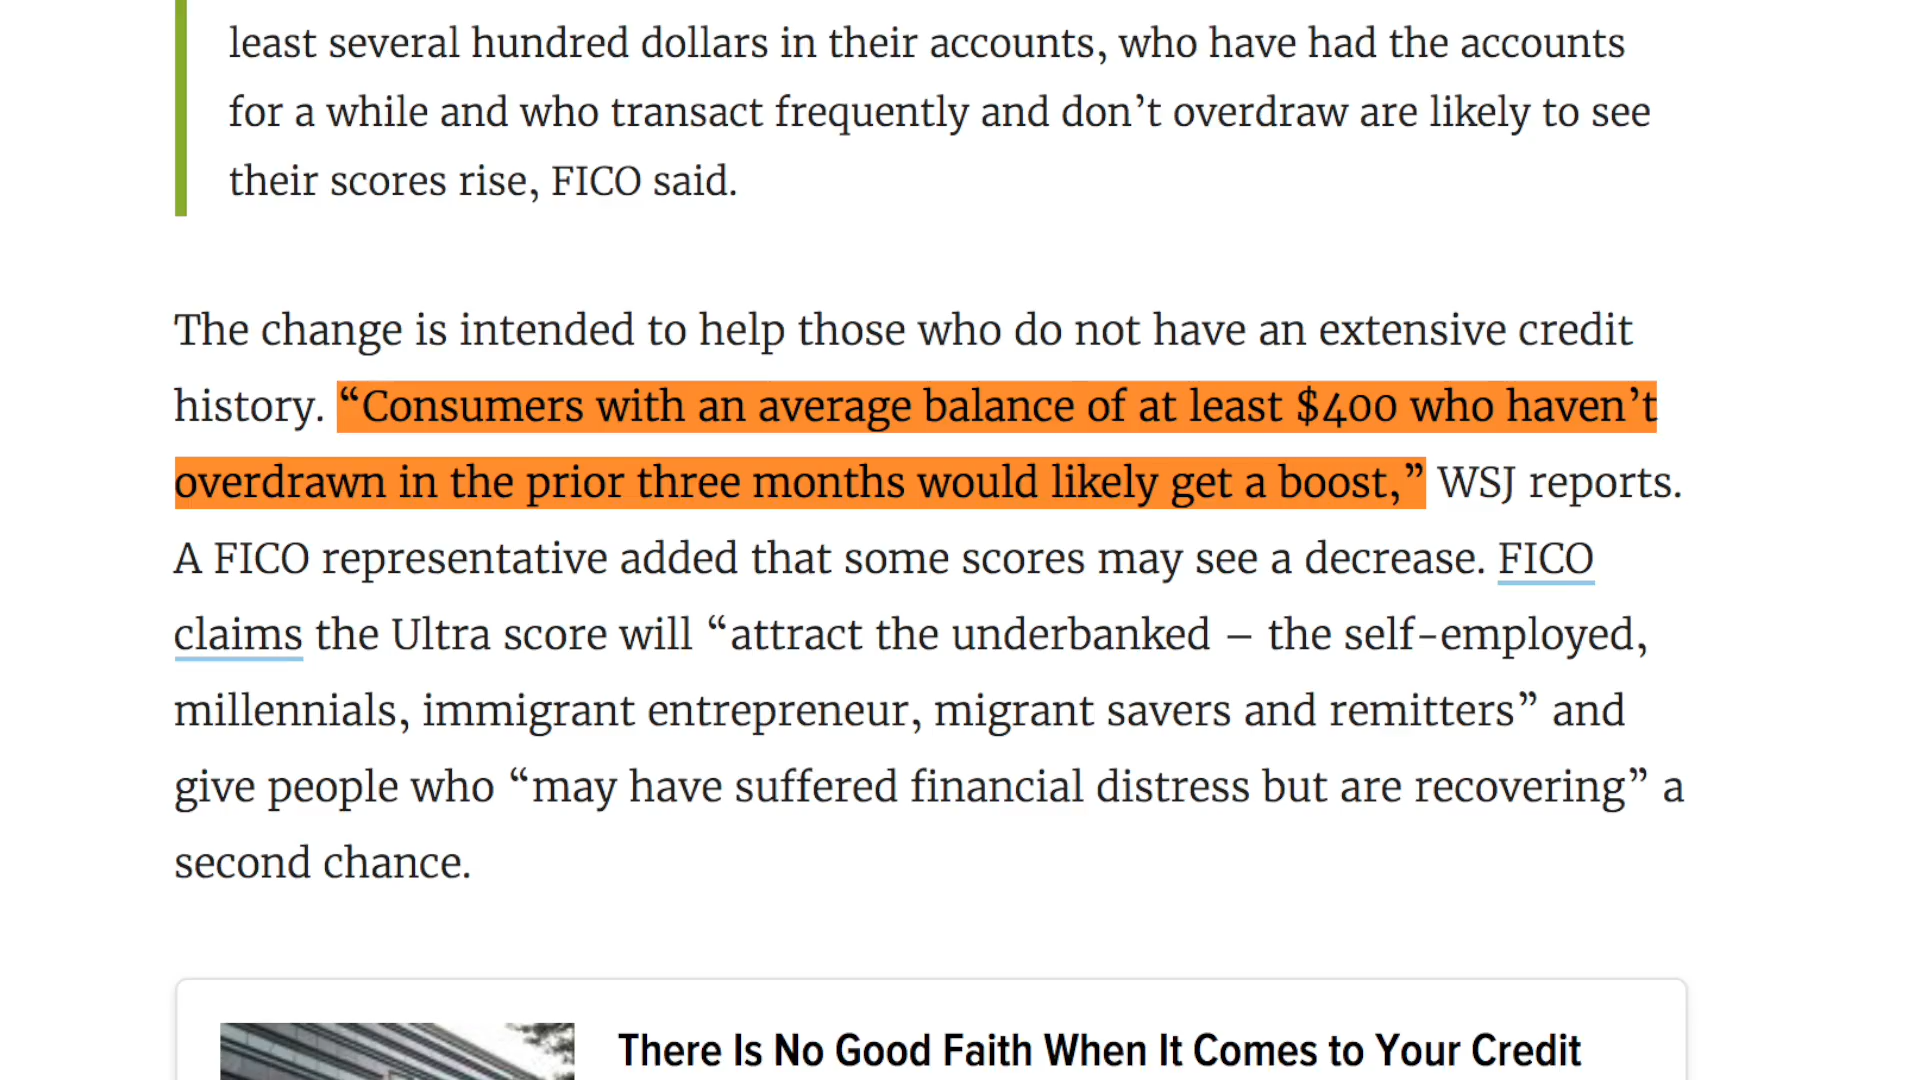 least several hundred dollars in their accounts, who have had the accounts
for a while and who transact frequently and don’t overdraw are likely to see
their scores rise, FICO said.
The change is intended to help those who do not have an extensive credit
history. “Consumers with an average balance of at least $400 who haven’t
overdrawn in the prior three months would likely get a boost,” WSJ reports.
A FICO representative added that some scores may see a decrease. FICO
claims the Ultra score will “attract the underbanked – the self-employed,
millennials, immigrant entrepreneur, migrant savers and remitters” and
give people who “may have suffered financial distress but are recovering” a
second chance.
There Is No Good Faith When It Comes to Your Credit